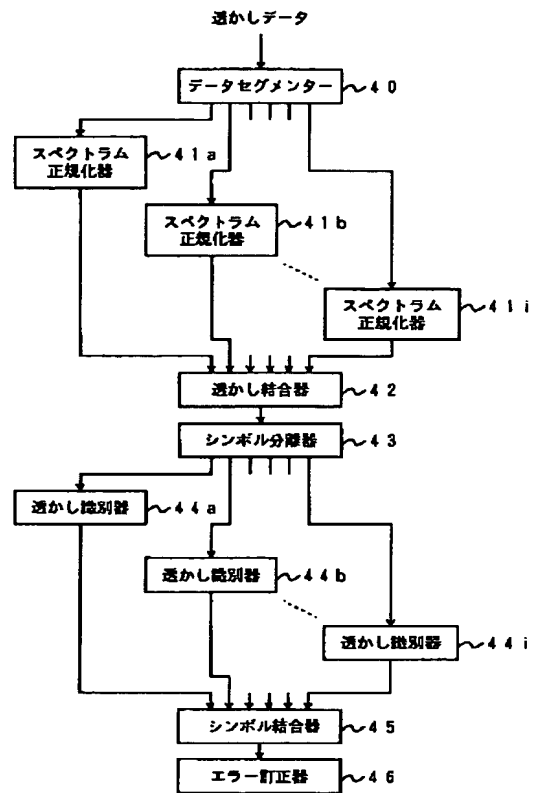 透かしデータ
データセグメンター 40
スペクトラム
正規化器 41a
スペクトラム
正規化器 41b
スペクトラム
正規化器 41i
透かし結合器 42
シンボル分離器 43
透かし識別器 44a
透かし識別器 44b
透かし識別器 44i
シンボル結合器 45
エラー訂正器 46